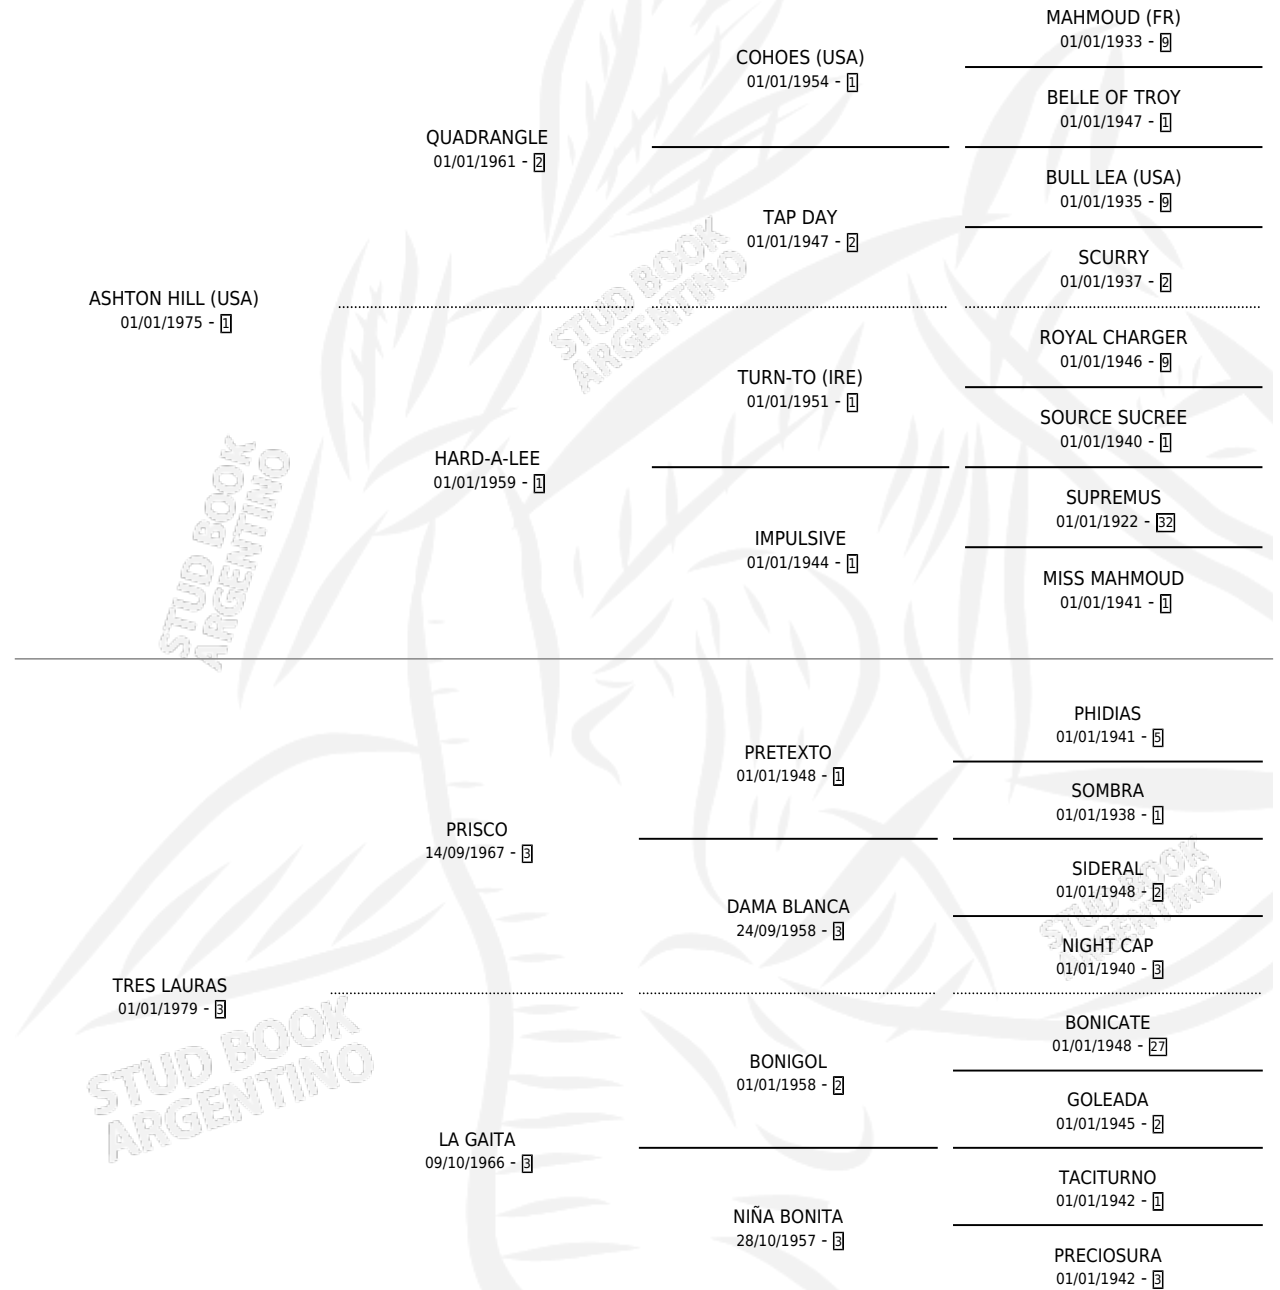 MAHMOUD (FR)
01/01/1933 - 9
COHOES (USA)
01/01/1954 - 1
BELLE OF TROY
01/01/1947 - 1
QUADRANGLE
01/01/1961 - 2
BULL LEA (USA)
01/01/1935 - 9
TAP DAY
01/01/1947 - 2
SCURRY
01/01/1937 - 2
ASHTON HILL (USA)
01/01/1975 - 1
STUD BOOK
ARGENTINO
ROYAL CHARGER
01/01/1946 - 9
TURN-TO (IRE)
01/01/1951 - 1
SOURCE SUCREE
01/01/1940 - 1
HARD-A-LEE
01/01/1959 - 1
SUPREMUS
01/01/1922 - 32
IMPULSIVE
01/01/1944 - 1
MISS MAHMOUD
01/01/1941 - 1
STUD BOOK
ARGENTINO
PHIDIAS
01/01/1941 - 5
PRETEXTO
01/01/1948 - 1
SOMBRA
01/01/1938 - 1
PRISCO
14/09/1967 - 3
SIDERAL
01/01/1948 - 2
DAMA BLANCA
24/09/1958 - 3
NIGHT CAP
01/01/1940 - 3
STUD BOOK
ARGENTINO
TRES LAURAS
01/01/1979 - 3
STUD BOOK
ARGENTINO
BONICATE
01/01/1948 - 27
BONIGOL
01/01/1958 - 2
GOLEADA
01/01/1945 - 2
LA GAITA
09/10/1966 - 3
TACITURNO
01/01/1942 - 1
NIÑA BONITA
28/10/1957 - 3
PRECIOSURA
01/01/1942 - 3